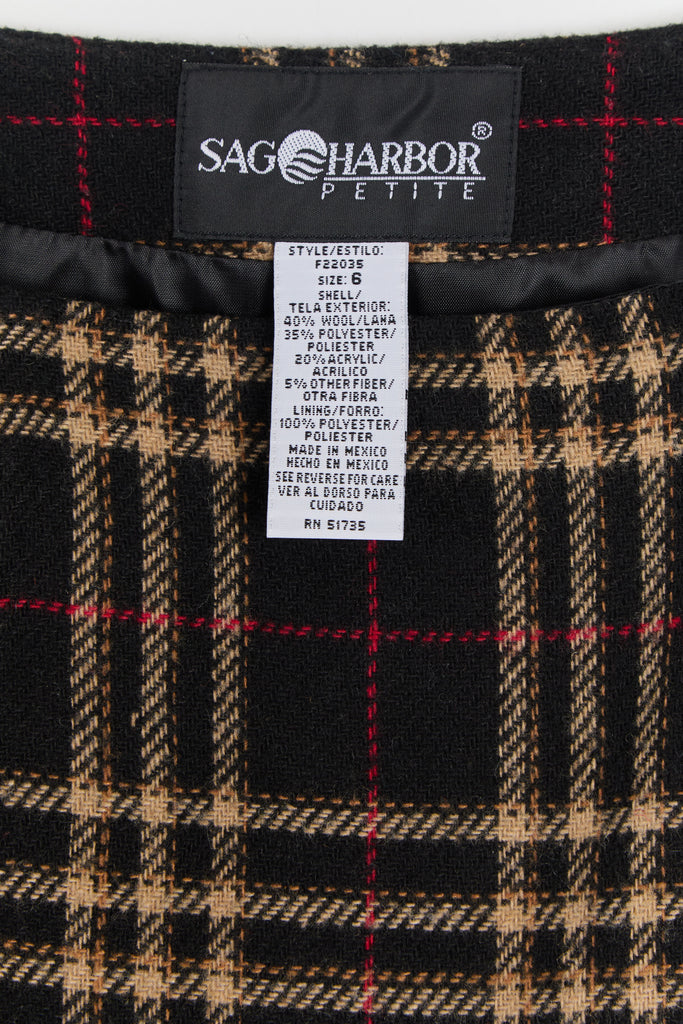 SAG HARBOR®
PETITE
STYLE/ESTILO:
F22035
SIZE: 6
SHELL/
TELA EXTERIOR:
40% WOOL/LANA
35% POLYESTER/
POLIESTER
20% ACRYLIC/
ACRILICO
5% OTHER FIBER/
OTRA FIBRA
LINING/FORRO:
100% POLYESTER/
POLIESTER
MADE IN MEXICO
HECHO EN MEXICO
SEE REVERSE FOR CARE
VER AL DORSO PARA
CUIDADO
RN 51735